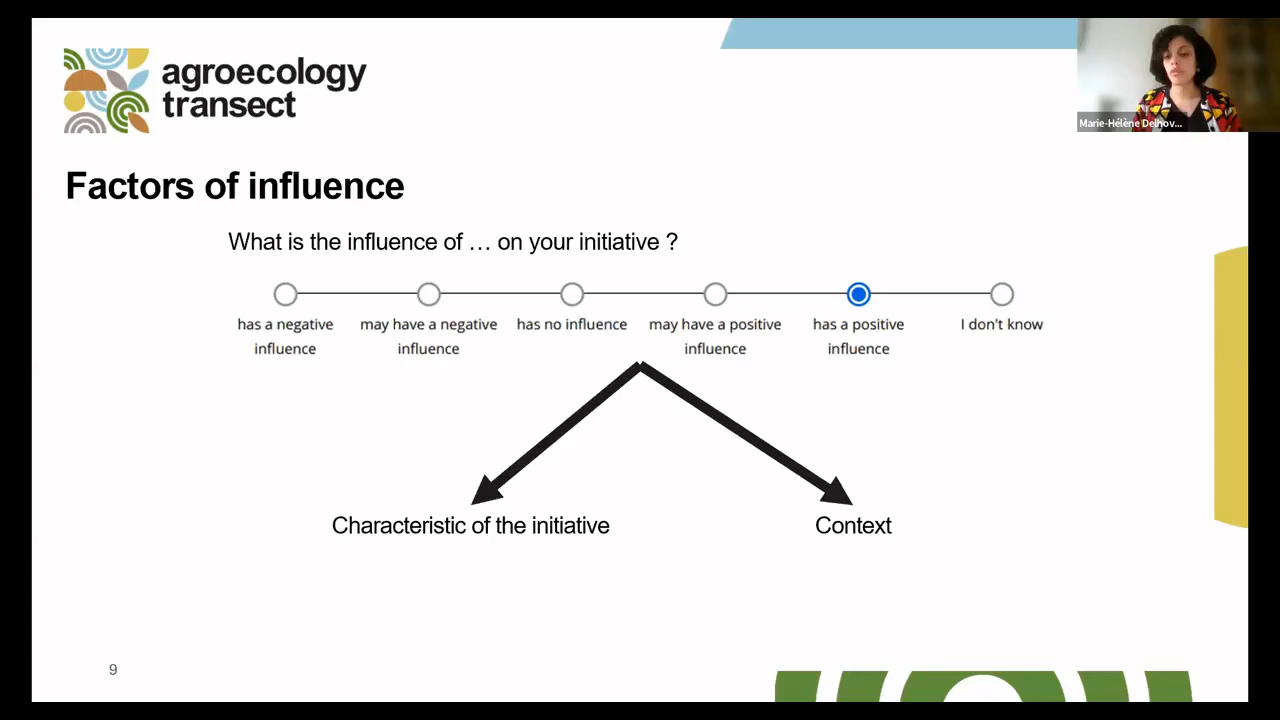 agroecology
transect
Marie-Hélène Delhov...
Factors of influence
What is the influence of … on your initiative ?
has a negative influence
may have a negative influence
has no influence
may have a positive influence
has a positive influence
I don't know
Characteristic of the initiative
Context
9